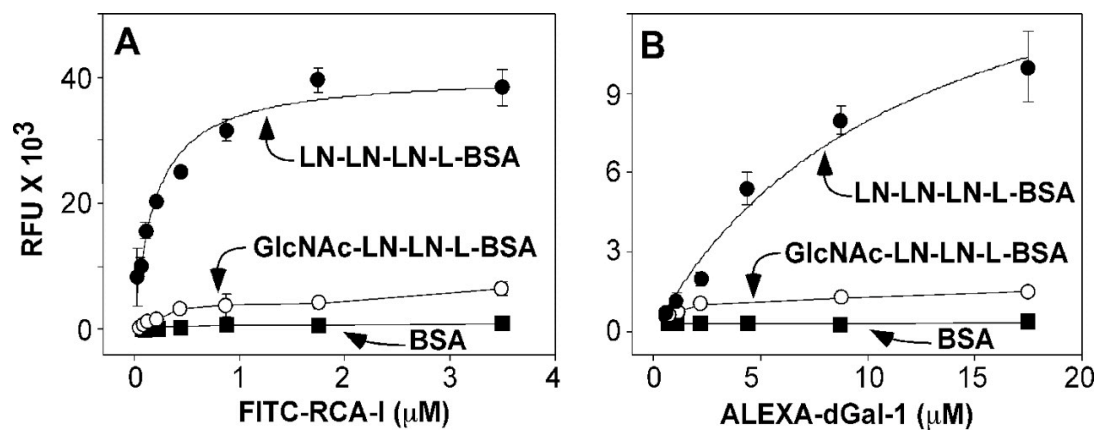 A
RFU X 10³
40
20
0
LN-LN-LN-L-BSA
GlcNAc-LN-LN-L-BSA
BSA
0 1 2 3 4
FITC-RCA-I (μM)
B
9
6
3
0
LN-LN-LN-L-BSA
GlcNAc-LN-LN-L-BSA
BSA
0 5 10 15 20
ALEXA-dGal-1 (μM)